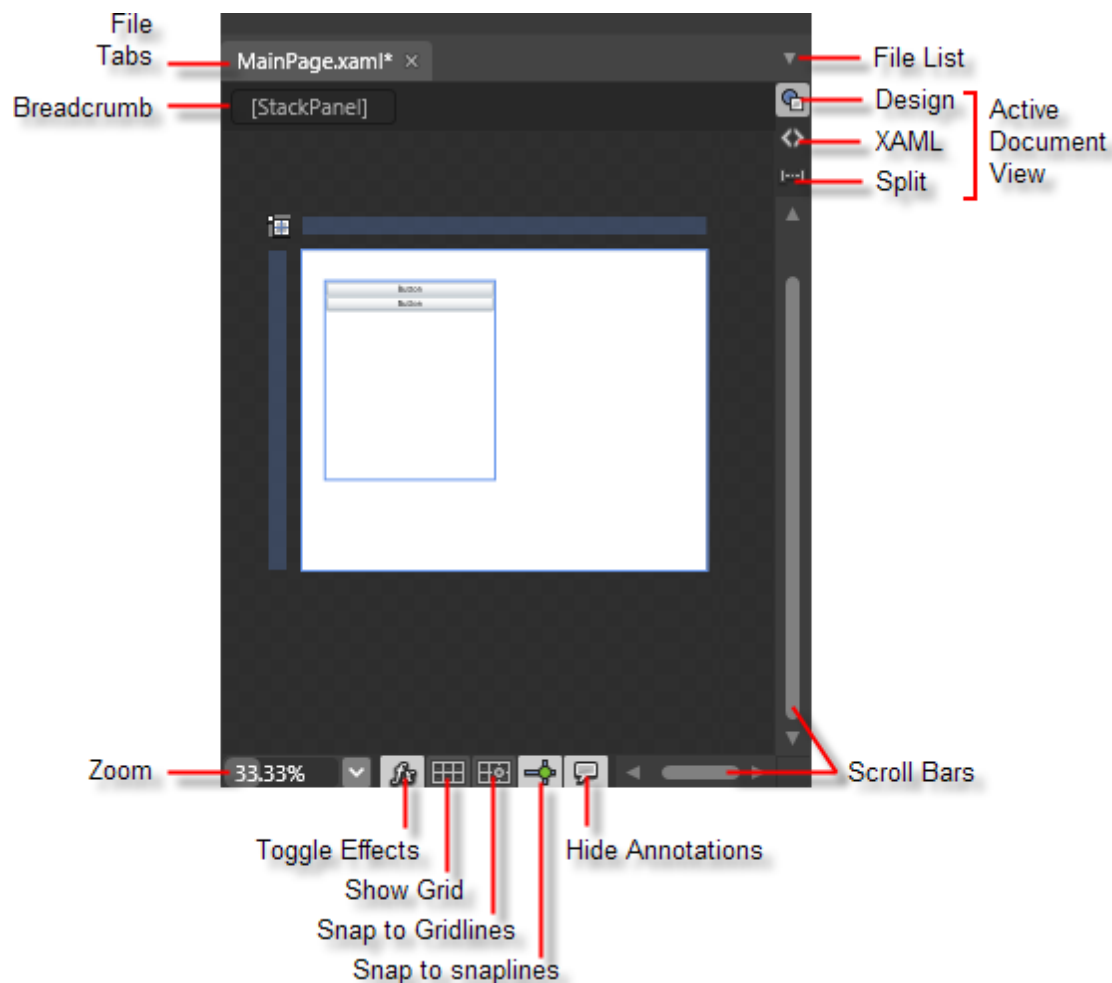 File
Tabs
MainPage.xaml*
File List
Breadcrumb
[StackPanel]
Design
XAML
Split
Active
Document
View
Button
Button
Zoom
33.33%
fx
Scroll Bars
Toggle Effects
Hide Annotations
Show Grid
Snap to Gridlines
Snap to snaplines